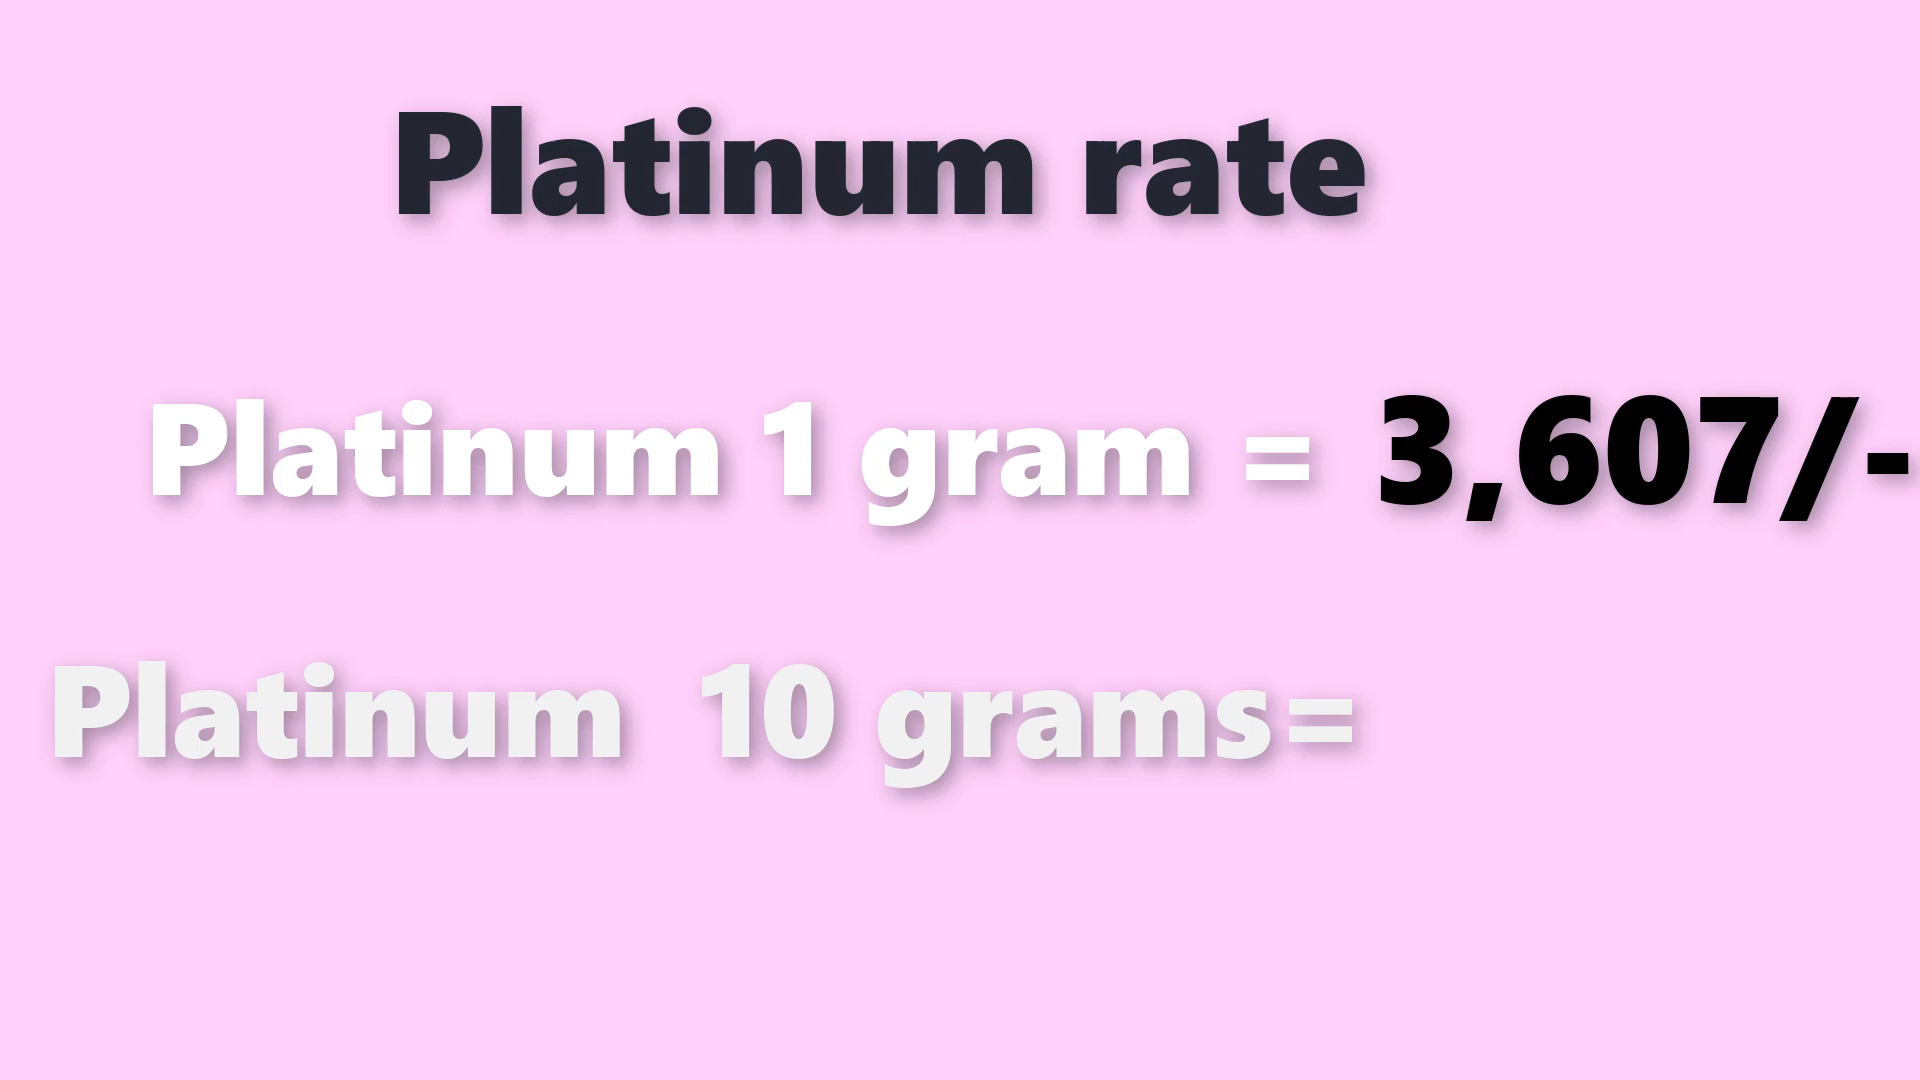 Platinum rate
Platinum 1 gram = 3,607/-
Platinum 10 grams=